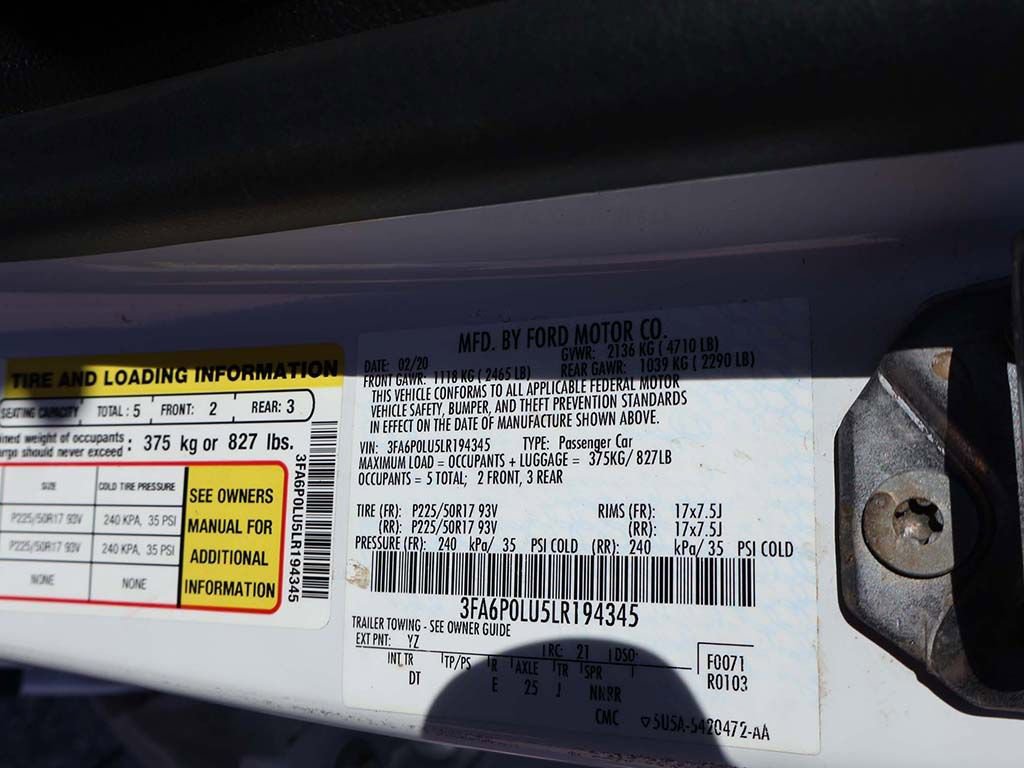 TIRE AND LOADING INFORMATION
SEATING CAPACITY TOTAL : 5 FRONT: 2 REAR: 3
weight of occupants : 375 kg or 827 lbs.
should never exceed :
SIZE COLD TIRE PRESSURE
P225/50R17 93V 240 KPA, 35 PSI
P225/50R17 93V 240 KPA, 35 PSI
NONE NONE
SEE OWNERS
MANUAL FOR
ADDITIONAL
INFORMATION
3FA6P0LU5LR194345
MFD. BY FORD MOTOR CO.
DATE: 02/20 GVWR: 2136 KG ( 4710 LB)
FRONT GAWR: 1118 KG ( 2465 LB) REAR GAWR: 1039 KG ( 2290 LB)
THIS VEHICLE CONFORMS TO ALL APPLICABLE FEDERAL MOTOR
VEHICLE SAFETY, BUMPER, AND THEFT PREVENTION STANDARDS
IN EFFECT ON THE DATE OF MANUFACTURE SHOWN ABOVE.
VIN: 3FA6P0LU5LR194345 TYPE: Passenger Car
MAXIMUM LOAD = OCCUPANTS + LUGGAGE = 375KG/ 827LB
OCCUPANTS = 5 TOTAL; 2 FRONT, 3 REAR
TIRE (FR): P225/50R17 93V RIMS (FR): 17x7.5J
(RR): P225/50R17 93V (RR): 17x7.5J
PRESSURE (FR): 240 kPa/ 35 PSI COLD (RR): 240 kPa/ 35 PSI COLD
3FA6P0LU5LR194345
TRAILER TOWING - SEE OWNER GUIDE
EXT PNT: YZ RC: 21 DSO:
INT TR TP/PS R AXLE TR SPR
DT E 25 J NNRR
CMC
F0071
R0103
5U5A-5420472-AA